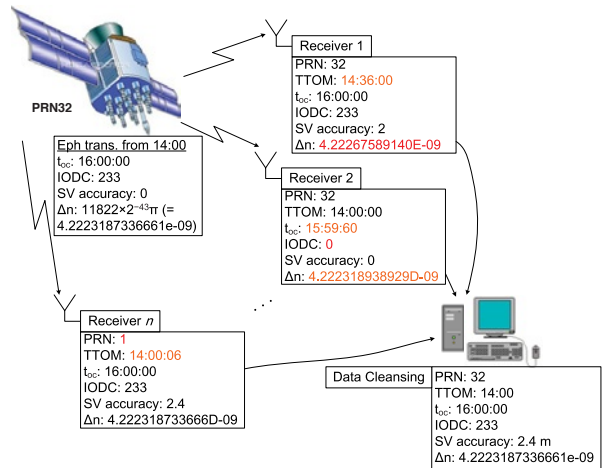 PRN32
Eph trans. from 14:00
toc: 16:00:00
IODC: 233
SV accuracy: 0
Δn: 11822×2⁻⁴³π (=
4.2223187336661e-09)
Receiver 1
PRN: 32
TTOM: 14:36:00
toc: 16:00:00
IODC: 233
SV accuracy: 2
Δn: 4.22267589140E-09
Receiver 2
PRN: 32
TTOM: 14:00:00
toc: 15:59:60
IODC: 0
SV accuracy: 0
Δn: 4.222318938929D-09
...
Receiver n
PRN: 1
TTOM: 14:00:06
toc: 16:00:00
IODC: 233
SV accuracy: 2.4
Δn: 4.222318733666D-09
Data Cleansing
PRN: 32
TTOM: 14:00
toc: 16:00:00
IODC: 233
SV accuracy: 2.4 m
Δn: 4.2223187336661e-09